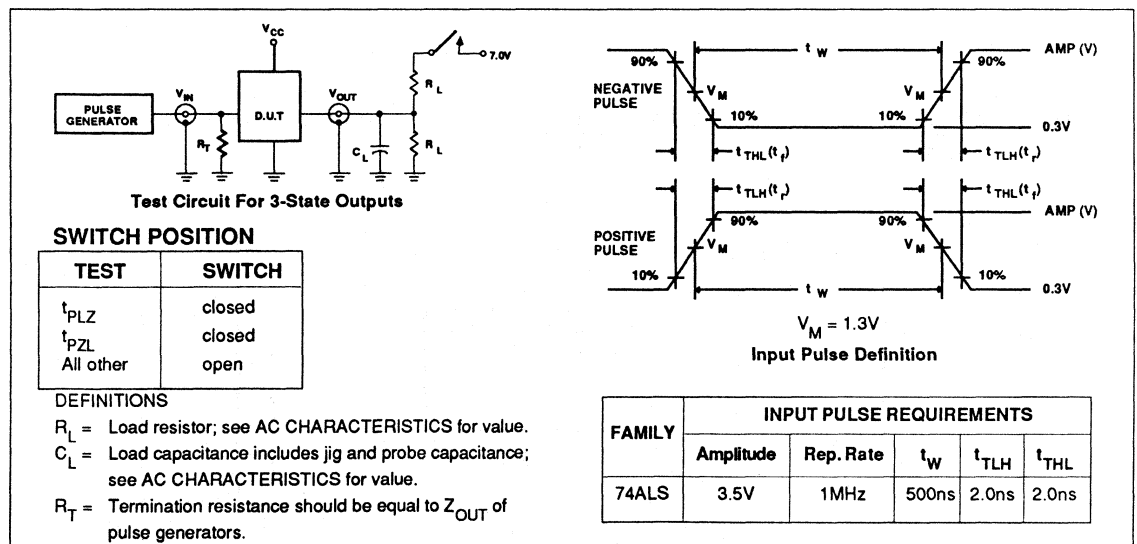 V_CC
7.0V
R_L
V_IN
V_OUT
PULSE
GENERATOR
D.U.T
R_T
C_L
R_L
Test Circuit For 3-State Outputs
SWITCH POSITION
TEST SWITCH
t_PLZ closed
t_PZL closed
All other open
DEFINITIONS
R_L = Load resistor; see AC CHARACTERISTICS for value.
C_L = Load capacitance includes jig and probe capacitance;
see AC CHARACTERISTICS for value.
R_T = Termination resistance should be equal to Z_OUT of
pulse generators.
t_W AMP (V)
90% 90%
NEGATIVE
PULSE
V_M V_M
10% 10%
0.3V
t_THL(t_f) t_TLH(t_r)
t_TLH(t_r) t_THL(t_f)
AMP (V)
90% 90%
POSITIVE
PULSE
V_M V_M
10% 10%
t_W 0.3V
V_M = 1.3V
Input Pulse Definition
FAMILY INPUT PULSE REQUIREMENTS
Amplitude Rep. Rate t_W t_TLH t_THL
74ALS 3.5V 1MHz 500ns 2.0ns 2.0ns